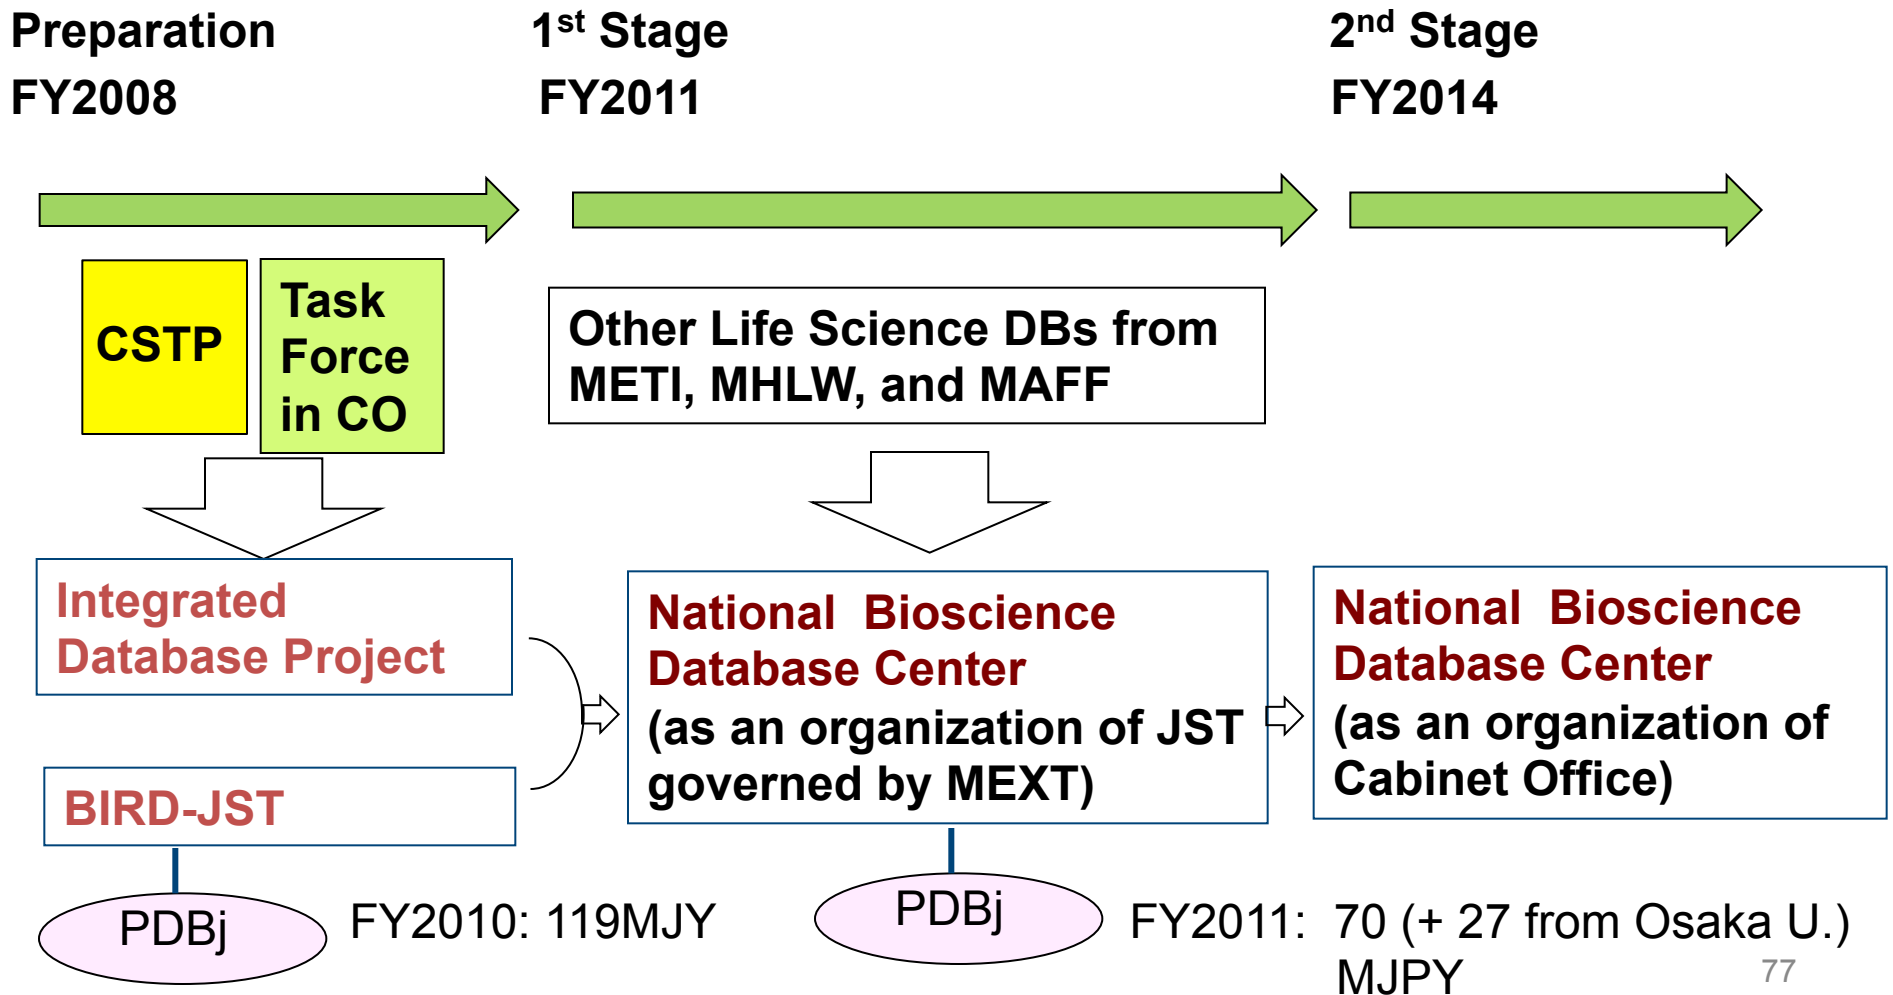 Preparation
FY2008
1st Stage
FY2011
2nd Stage
FY2014
CSTP
Task
Force
in CO
Other Life Science DBs from
METI, MHLW, and MAFF
Integrated
Database Project
BIRD-JST
National Bioscience
Database Center
(as an organization of JST
governed by MEXT)
National Bioscience
Database Center
(as an organization of
Cabinet Office)
PDBj
FY2010: 119MJY
PDBj
FY2011: 70 (+ 27 from Osaka U.)
MJPY
77